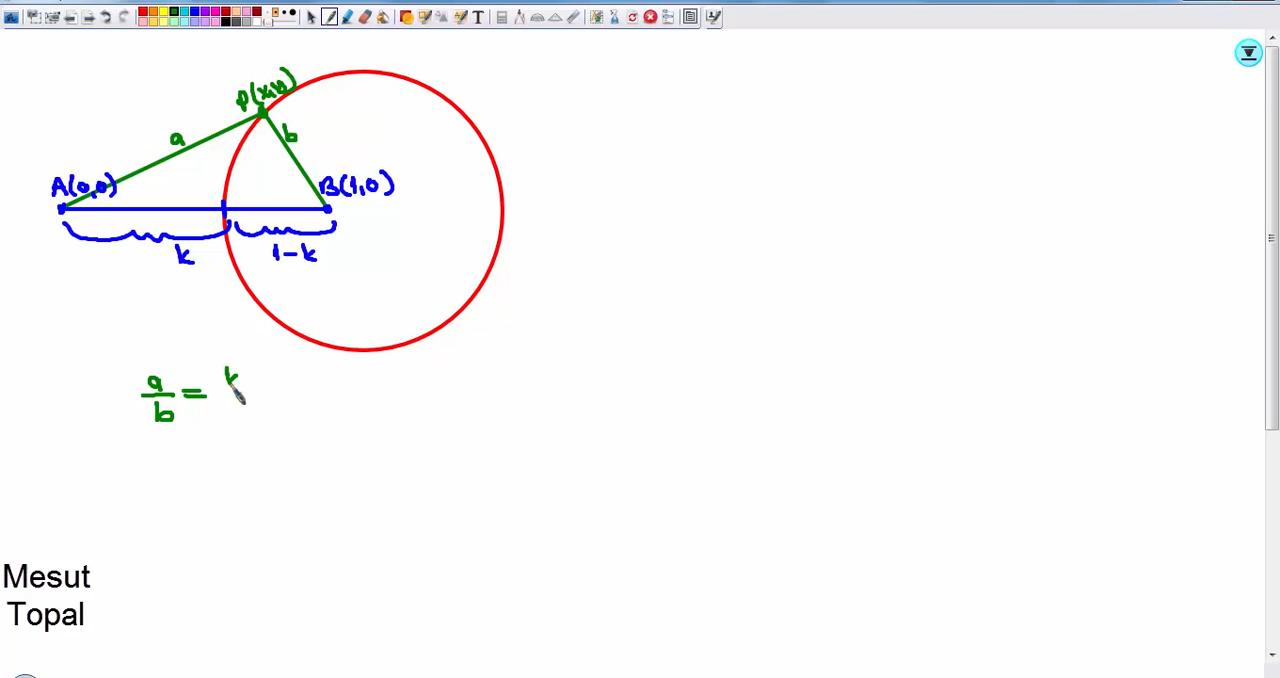 P(x,y)
a
b
A(0,0)
B(1,0)
k
1-k
a/b = k
Mesut
Topal